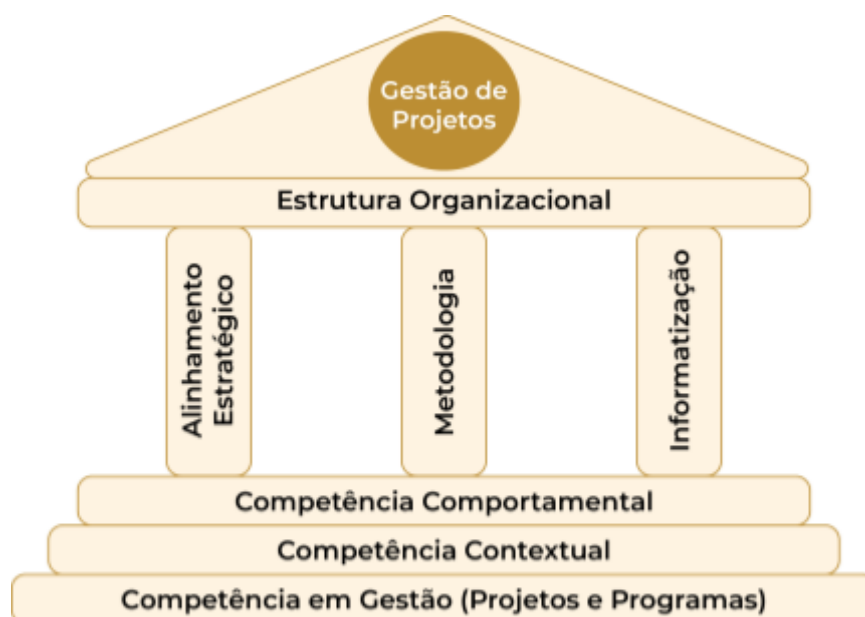 Gestão de
Projetos
Estrutura Organizacional
Alinhamento
Estratégico
Metodologia
Informatização
Competência Comportamental
Competência Contextual
Competência em Gestão (Projetos e Programas)